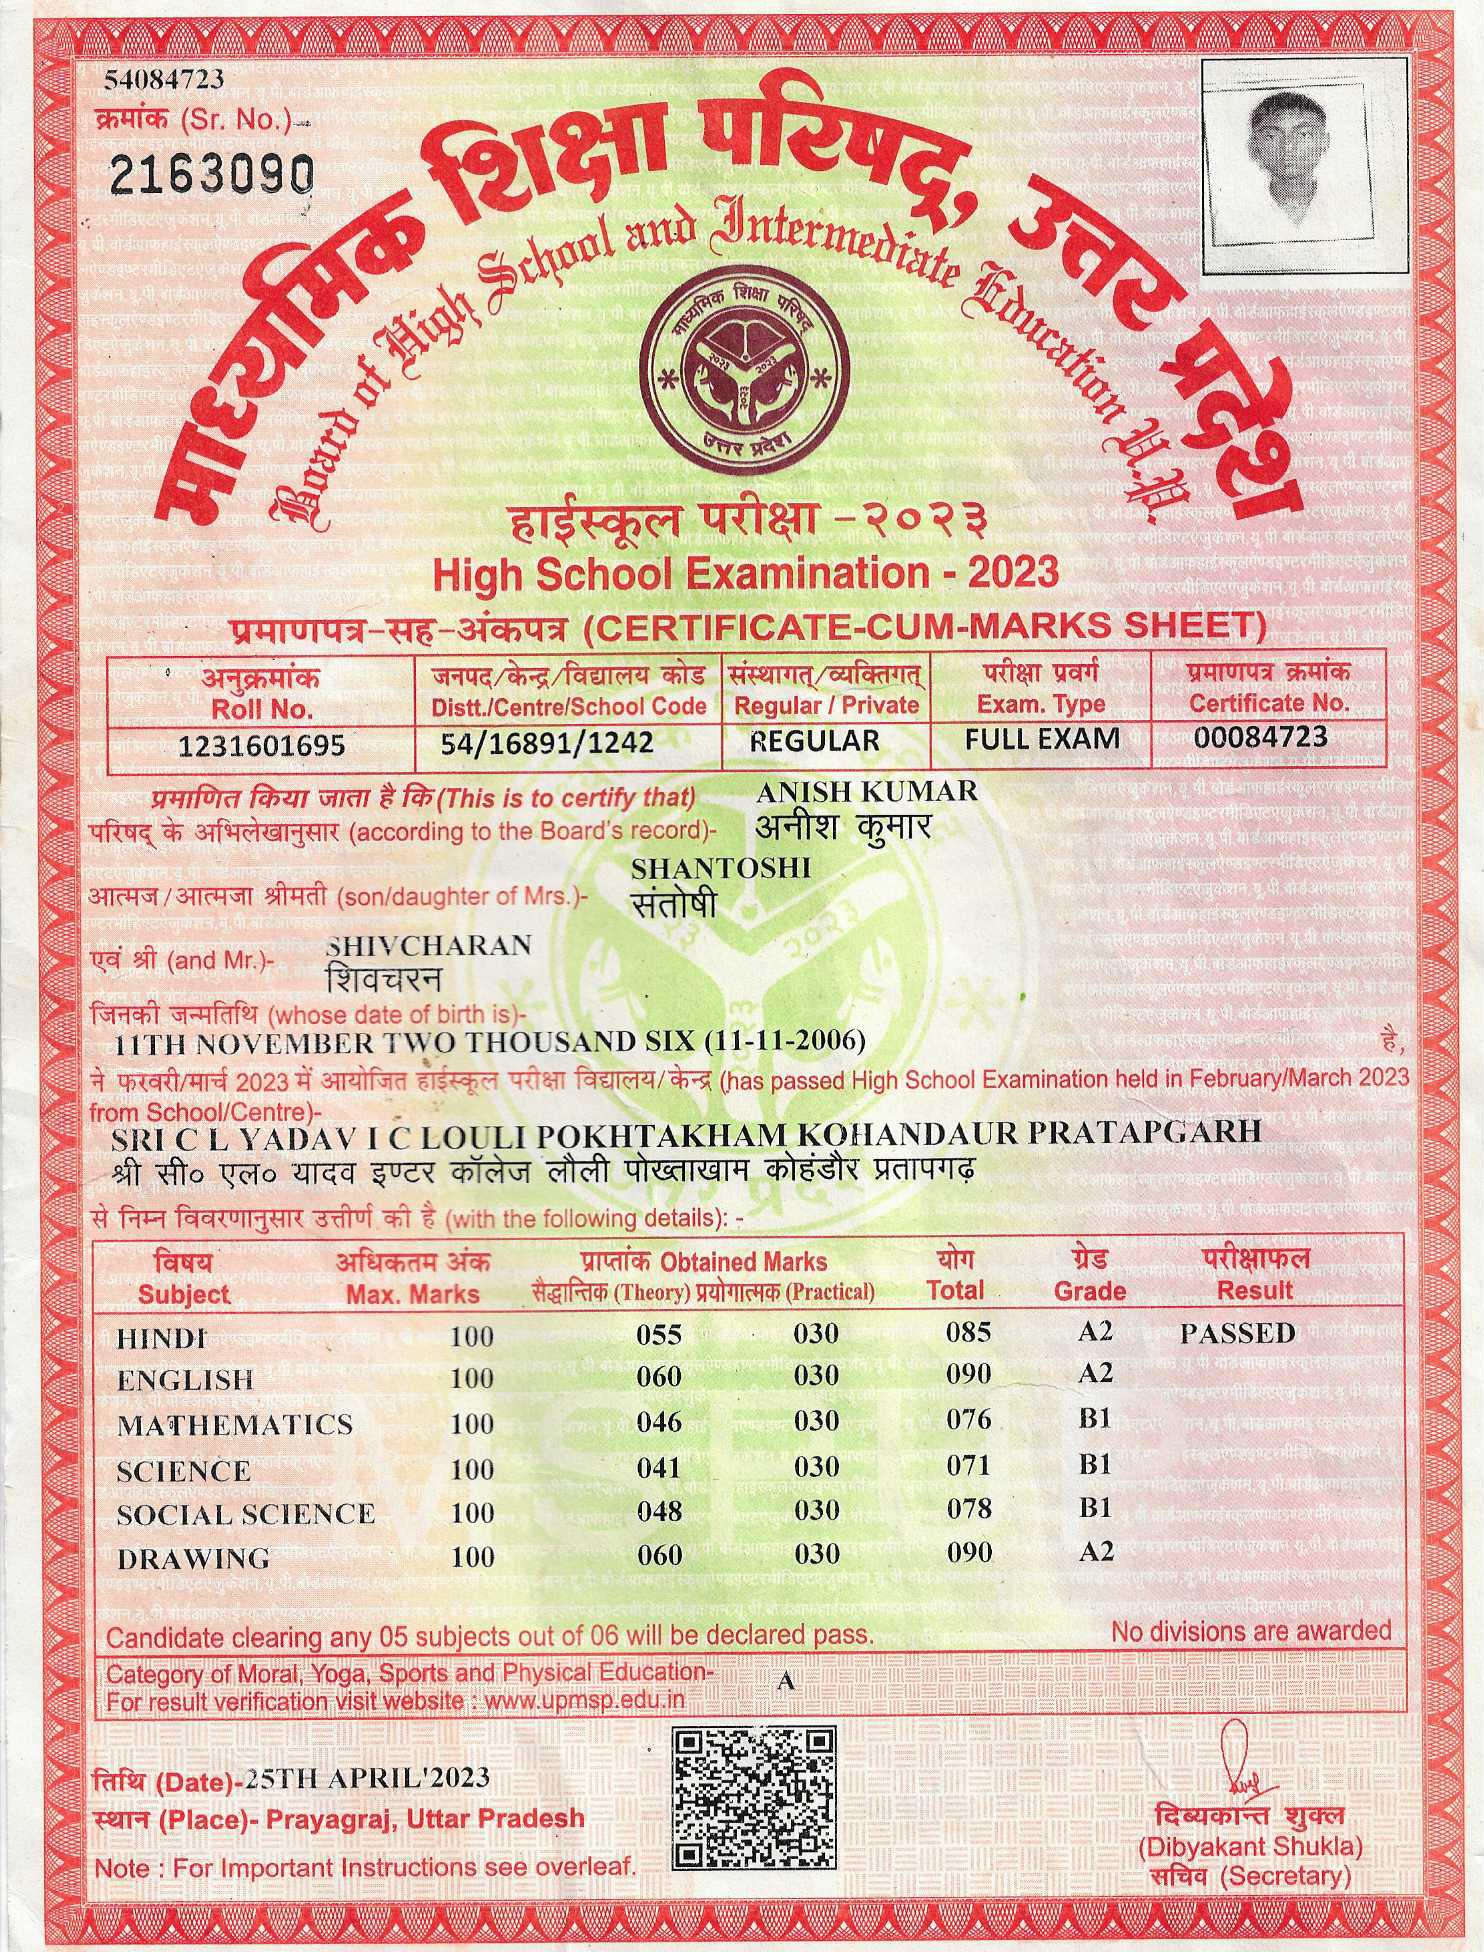 54084723
क्रमांक (Sr. No.)-
2163090
माध्यमिक शिक्षा परिषद्, उत्तर प्रदेश
Board of High School and Intermediate Education U.P.
माध्यमिक शिक्षा परिषद्
२०२३ २०२३
२०२३
उत्तर प्रदेश
हाईस्कूल परीक्षा -२०२३
High School Examination - 2023
प्रमाणपत्र-सह-अंकपत्र (CERTIFICATE-CUM-MARKS SHEET)
अनुक्रमांक जनपद/केन्द्र/विद्यालय कोड संस्थागत्/व्यक्तिगत् परीक्षा प्रवर्ग प्रमाणपत्र क्रमांक
Roll No. Distt./Centre/School Code Regular / Private Exam. Type Certificate No.
1231601695 54/16891/1242 REGULAR FULL EXAM 00084723
प्रमाणित किया जाता है कि (This is to certify that) ANISH KUMAR
परिषद् के अभिलेखानुसार (according to the Board's record)- अनीश कुमार
SHANTOSHI
आत्मज/आत्मजा श्रीमती (son/daughter of Mrs.)- संतोषी
SHIVCHARAN
एवं श्री (and Mr.)- शिवचरन
जिनकी जन्मतिथि (whose date of birth is)-
11TH NOVEMBER TWO THOUSAND SIX (11-11-2006) है,
ने फरवरी/मार्च 2023 में आयोजित हाईस्कूल परीक्षा विद्यालय/केन्द्र (has passed High School Examination held in February/March 2023
from School/Centre)-
SRI C L YADAV I C LOULI POKHTAKHAM KOHANDAUR PRATAPGARH
श्री सी० एल० यादव इण्टर कॉलेज लौली पोख्ताखाम कोहंडौर प्रतापगढ़
से निम्न विवरणानुसार उत्तीर्ण की है (with the following details): -
विषय अधिकतम अंक प्राप्तांक Obtained Marks योग ग्रेड परीक्षाफल
Subject Max. Marks सैद्धान्तिक (Theory) प्रयोगात्मक (Practical) Total Grade Result
HINDI 100 055 030 085 A2 PASSED
ENGLISH 100 060 030 090 A2
MATHEMATICS 100 046 030 076 B1
SCIENCE 100 041 030 071 B1
SOCIAL SCIENCE 100 048 030 078 B1
DRAWING 100 060 030 090 A2
Candidate clearing any 05 subjects out of 06 will be declared pass. No divisions are awarded
Category of Moral, Yoga, Sports and Physical Education- A
For result verification visit website : www.upmsp.edu.in
तिथि (Date)-25TH APRIL'2023
स्थान (Place)- Prayagraj, Uttar Pradesh
Note : For Important Instructions see overleaf.
दिब्यकान्त शुक्ल
(Dibyakant Shukla)
सचिव (Secretary)